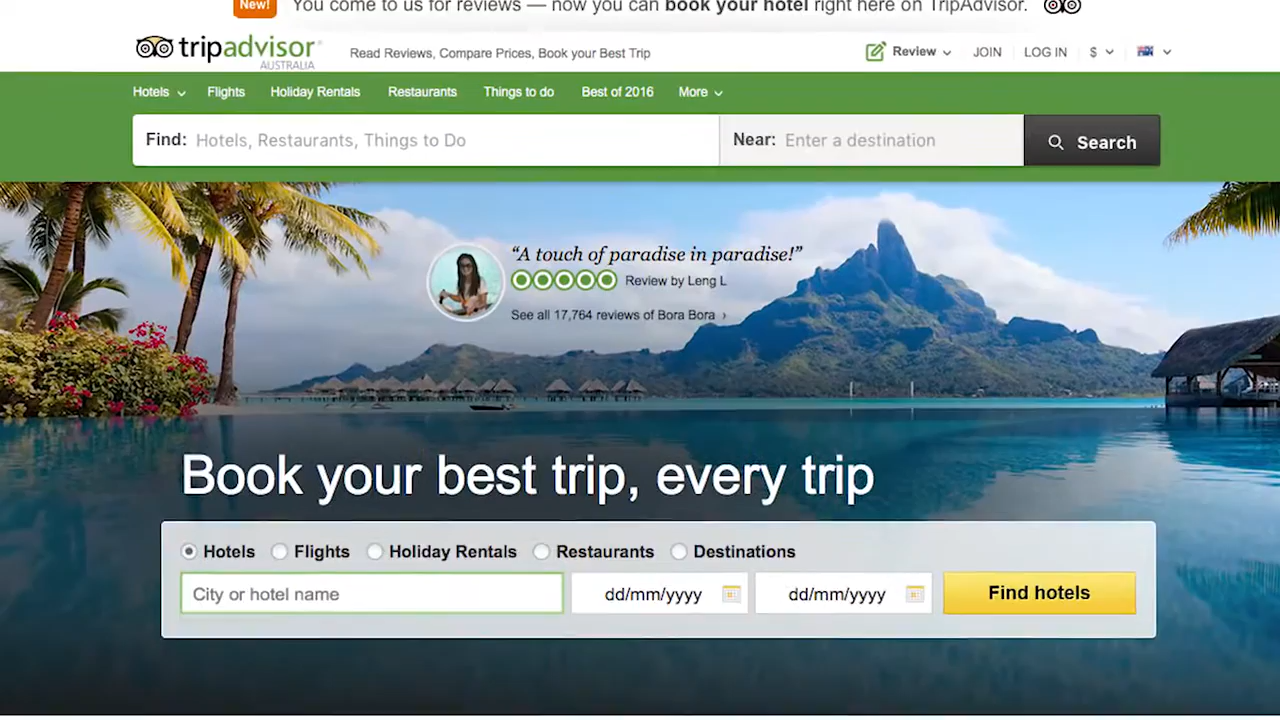 New! You come to us for reviews — now you can book your hotel right here on TripAdvisor.
tripadvisor
AUSTRALIA
Read Reviews, Compare Prices, Book your Best Trip
Review JOIN LOG IN $
Hotels Flights Holiday Rentals Restaurants Things to do Best of 2016 More
Find: Hotels, Restaurants, Things to Do Near: Enter a destination Search
“A touch of paradise in paradise!”
Review by Leng L
See all 17,764 reviews of Bora Bora ›
Book your best trip, every trip
Hotels Flights Holiday Rentals Restaurants Destinations
City or hotel name dd/mm/yyyy dd/mm/yyyy Find hotels